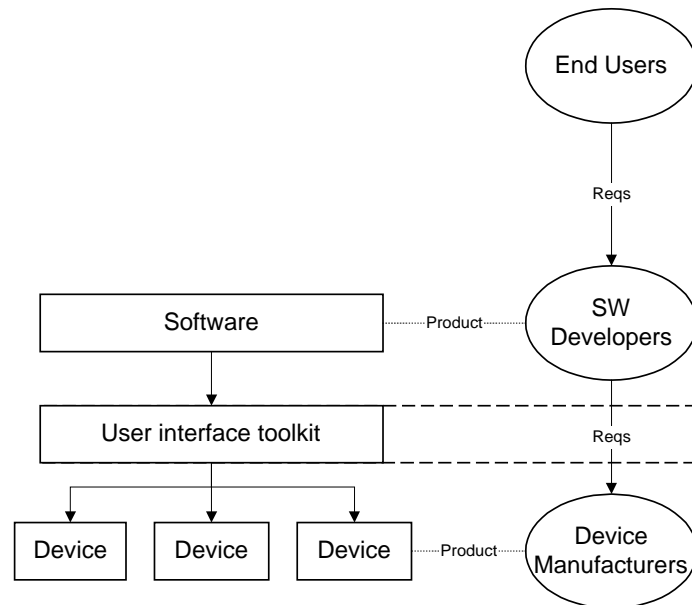 End Users
Reqs
Software
Product
SW
Developers
User interface toolkit
Reqs
Device
Device
Device
Product
Device
Manufacturers